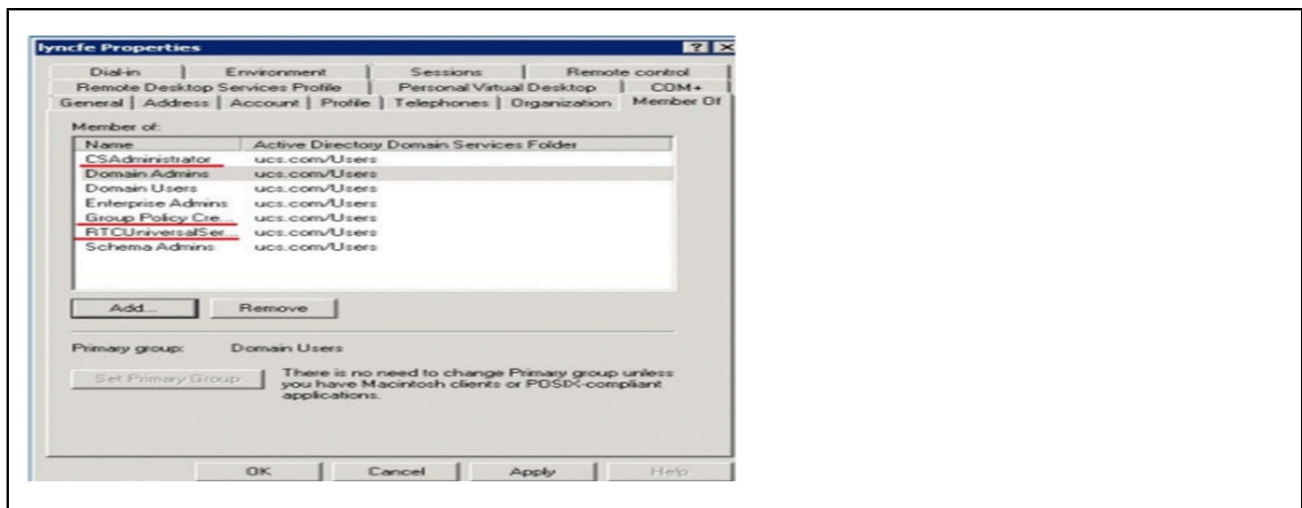 lyncfe Properties
Dial-in Environment Sessions Remote control
Remote Desktop Services Profile Personal Virtual Desktop COM+
General Address Account Profile Telephones Organization Member Of
Member of:
Name Active Directory Domain Services Folder
CSAdministrator ucs.com/Users
Domain Admins ucs.com/Users
Domain Users ucs.com/Users
Enterprise Admins ucs.com/Users
Group Policy Cre... ucs.com/Users
RTCUniversalSer... ucs.com/Users
Schema Admins ucs.com/Users
Add... Remove
Primary group: Domain Users
Set Primary Group There is no need to change Primary group unless
you have Macintosh clients or POSIX-compliant
applications.
OK Cancel Apply Help